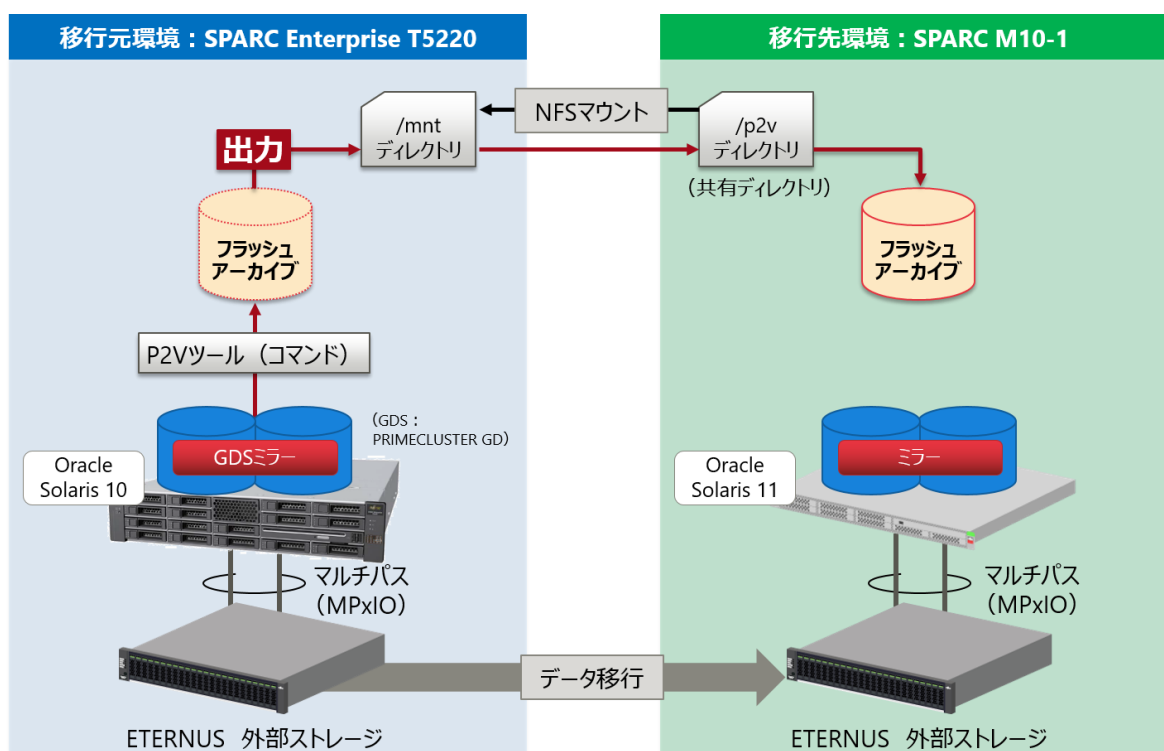 移行元環境：SPARC Enterprise T5220
移行先環境：SPARC M10-1
NFSマウント
/mnt
ディレクトリ
/p2v
ディレクトリ
（共有ディレクトリ）
出力
フラッシュ
アーカイブ
フラッシュ
アーカイブ
P2Vツール（コマンド）
（GDS：
PRIMECLUSTER GD）
GDSミラー
ミラー
Oracle
Solaris 10
Oracle
Solaris 11
マルチパス
（MPxIO）
マルチパス
（MPxIO）
データ移行
ETERNUS 外部ストレージ
ETERNUS 外部ストレージ